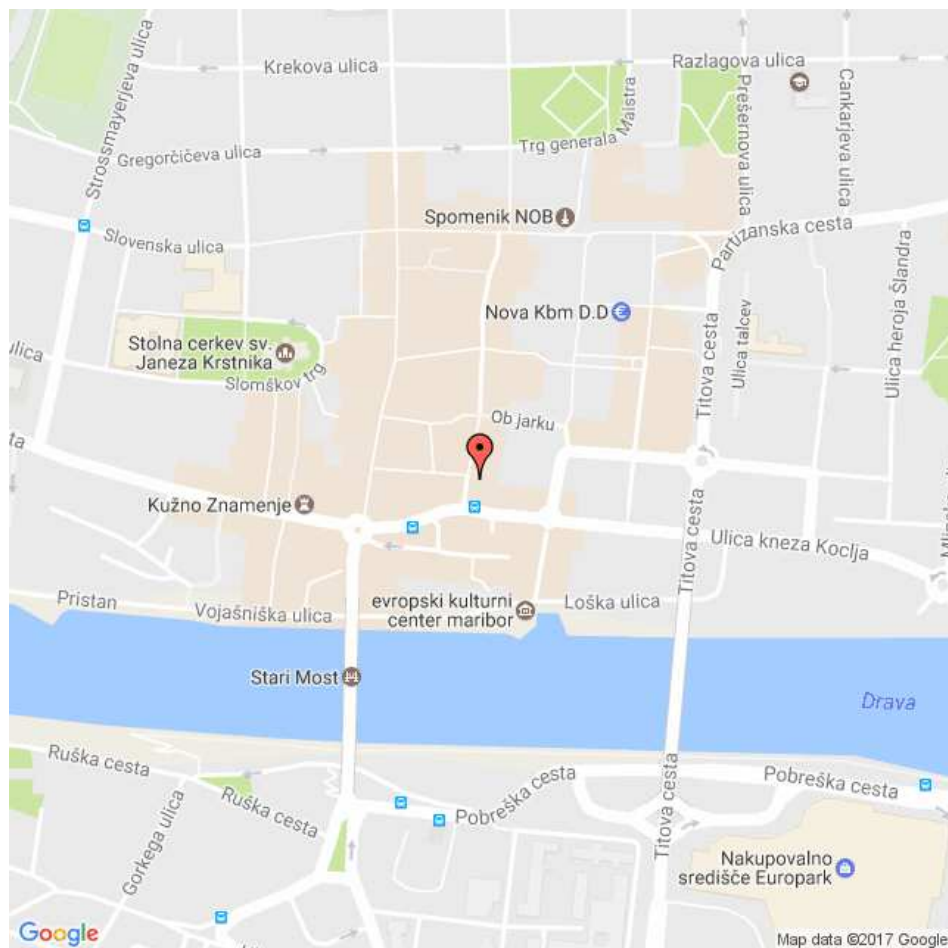 Strossmayerjeva ulica
Krekova ulica
Razlagova ulica
Prešernova ulica
Cankarjeva ulica
Gregorčičeva ulica
Trg generala Maistra
Spomenik NOB
Slovenska ulica
Partizanska cesta
Ulica heroja Šlandra
Nova Kbm D.D
Stolna cerkev sv.
Janeza Krstnika
Slomškov trg
Titova cesta
Ulica talcev
ulica
Ob jarku
Kužno Znamenje
Titova cesta
Ulica kneza Koclja
Pristan
Vojašniška ulica
evropski kulturni
center maribor
Loška ulica
Stari Most
Drava
Ruška cesta
Ruška cesta
Gorkega ulica
Pobreška cesta
Titova cesta
Pobreška cesta
Nakupovalno
središče Europark
Google
Map data ©2017 Google